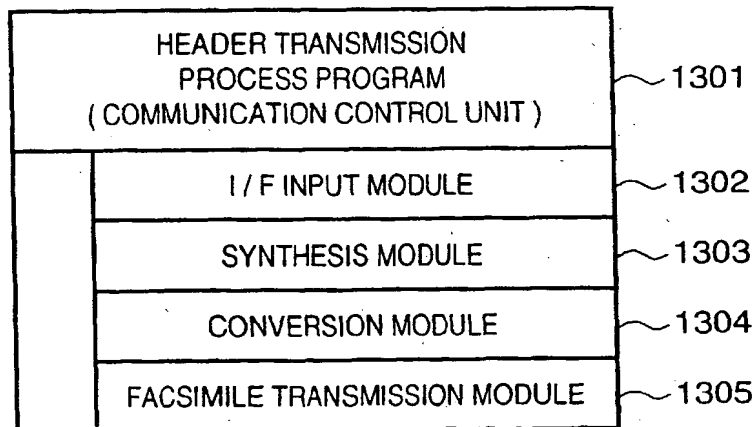 HEADER TRANSMISSION
PROCESS PROGRAM
( COMMUNICATION CONTROL UNIT )
1301
I / F INPUT MODULE
1302
SYNTHESIS MODULE
1303
CONVERSION MODULE
1304
FACSIMILE TRANSMISSION MODULE
1305